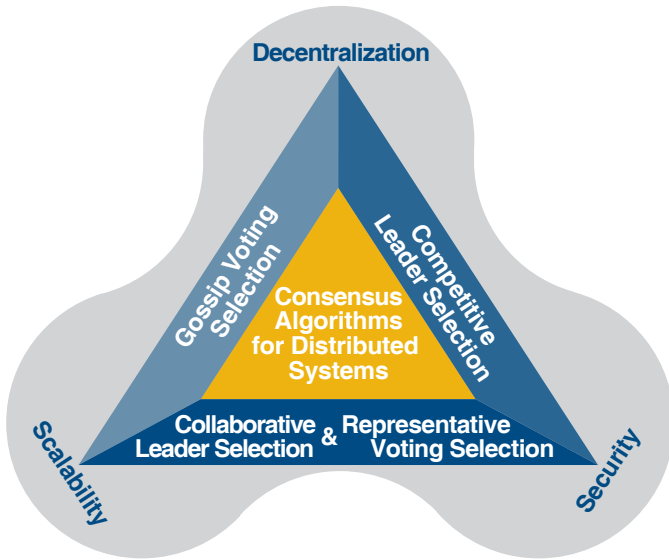 Decentralization
Gossip Voting
Selection
Competitive
Leader Selection
Consensus
Algorithms
for Distributed
Systems
Collaborative
Leader Selection
&
Representative
Voting Selection
Scalability
Security